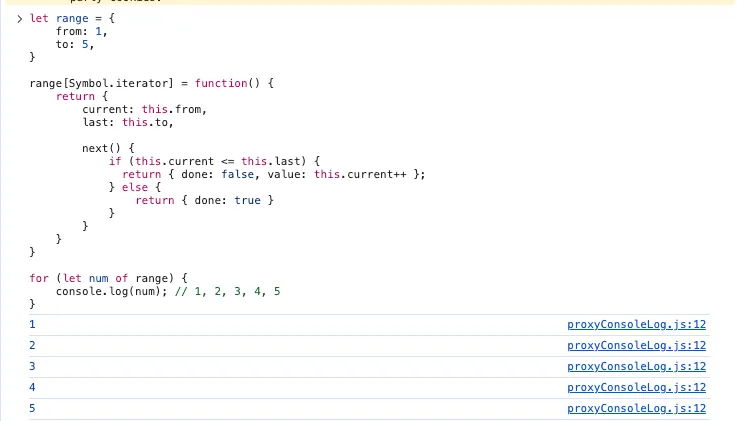 party cookies.
> let range = {
    from: 1,
    to: 5,
}

range[Symbol.iterator] = function() {
    return {
        current: this.from,
        last: this.to,

        next() {
            if (this.current <= this.last) {
              return { done: false, value: this.current++ };
            } else {
                return { done: true }
            }
        }
    }
}

for (let num of range) {
    console.log(num); // 1, 2, 3, 4, 5
}
1 proxyConsoleLog.js:12
2 proxyConsoleLog.js:12
3 proxyConsoleLog.js:12
4 proxyConsoleLog.js:12
5 proxyConsoleLog.js:12